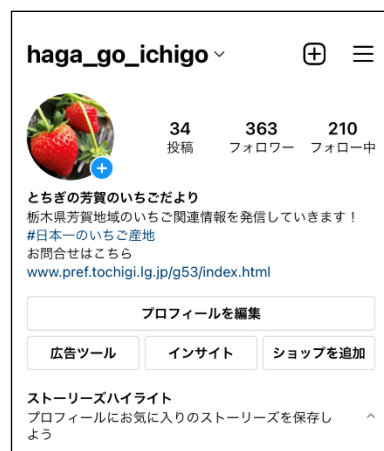 haga_go_ichigo
34 363 210
投稿 フォロワー フォロー中
とちぎの芳賀のいちごだより
栃木県芳賀地域のいちご関連情報を発信していきます！
#日本一のいちご産地
お問合せはこちら
www.pref.tochigi.lg.jp/g53/index.html
プロフィールを編集
広告ツール インサイト ショップを追加
ストーリーズハイライト
プロフィールにお気に入りのストーリーズを保存し
よう